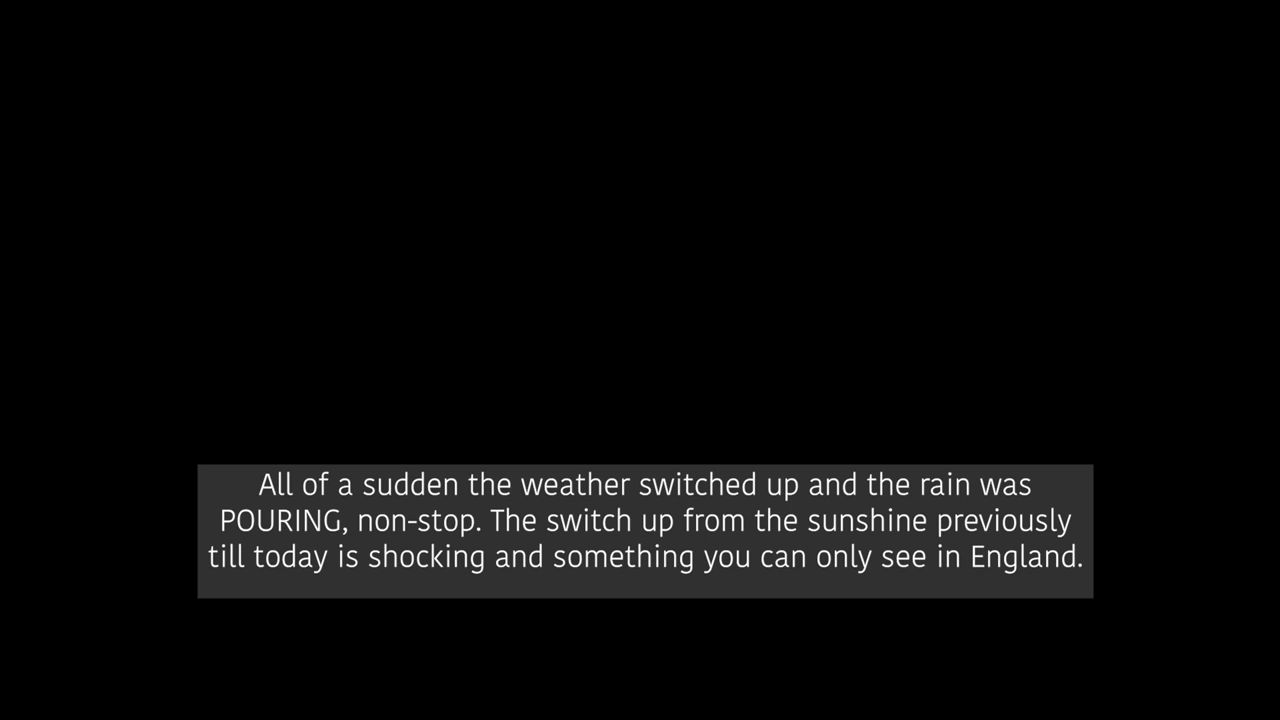 All of a sudden the weather switched up and the rain was
POURING, non-stop. The switch up from the sunshine previously
till today is shocking and something you can only see in England.